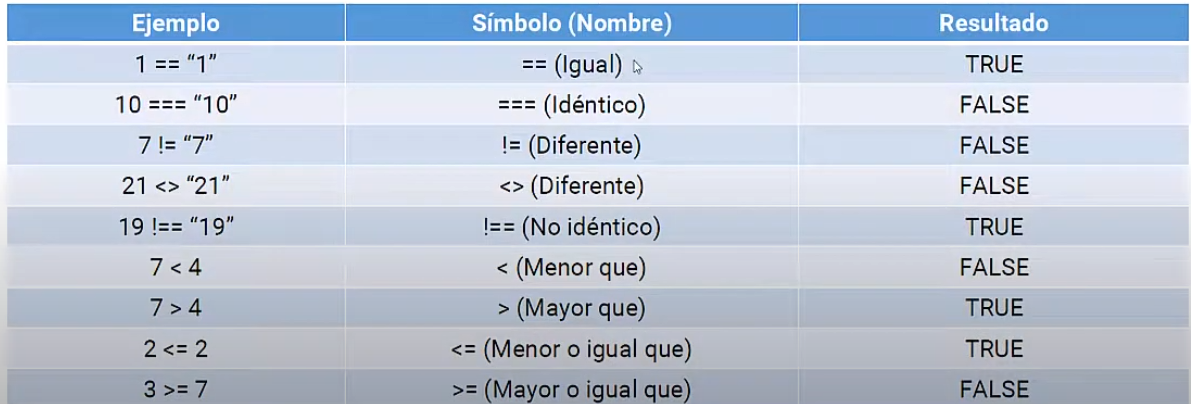 Ejemplo Símbolo (Nombre) Resultado
1 == “1” == (Igual) TRUE
10 === “10” === (Idéntico) FALSE
7 != “7” != (Diferente) FALSE
21 <> “21” <> (Diferente) FALSE
19 !== “19” !== (No idéntico) TRUE
7 < 4 < (Menor que) FALSE
7 > 4 > (Mayor que) TRUE
2 <= 2 <= (Menor o igual que) TRUE
3 >= 7 >= (Mayor o igual que) FALSE